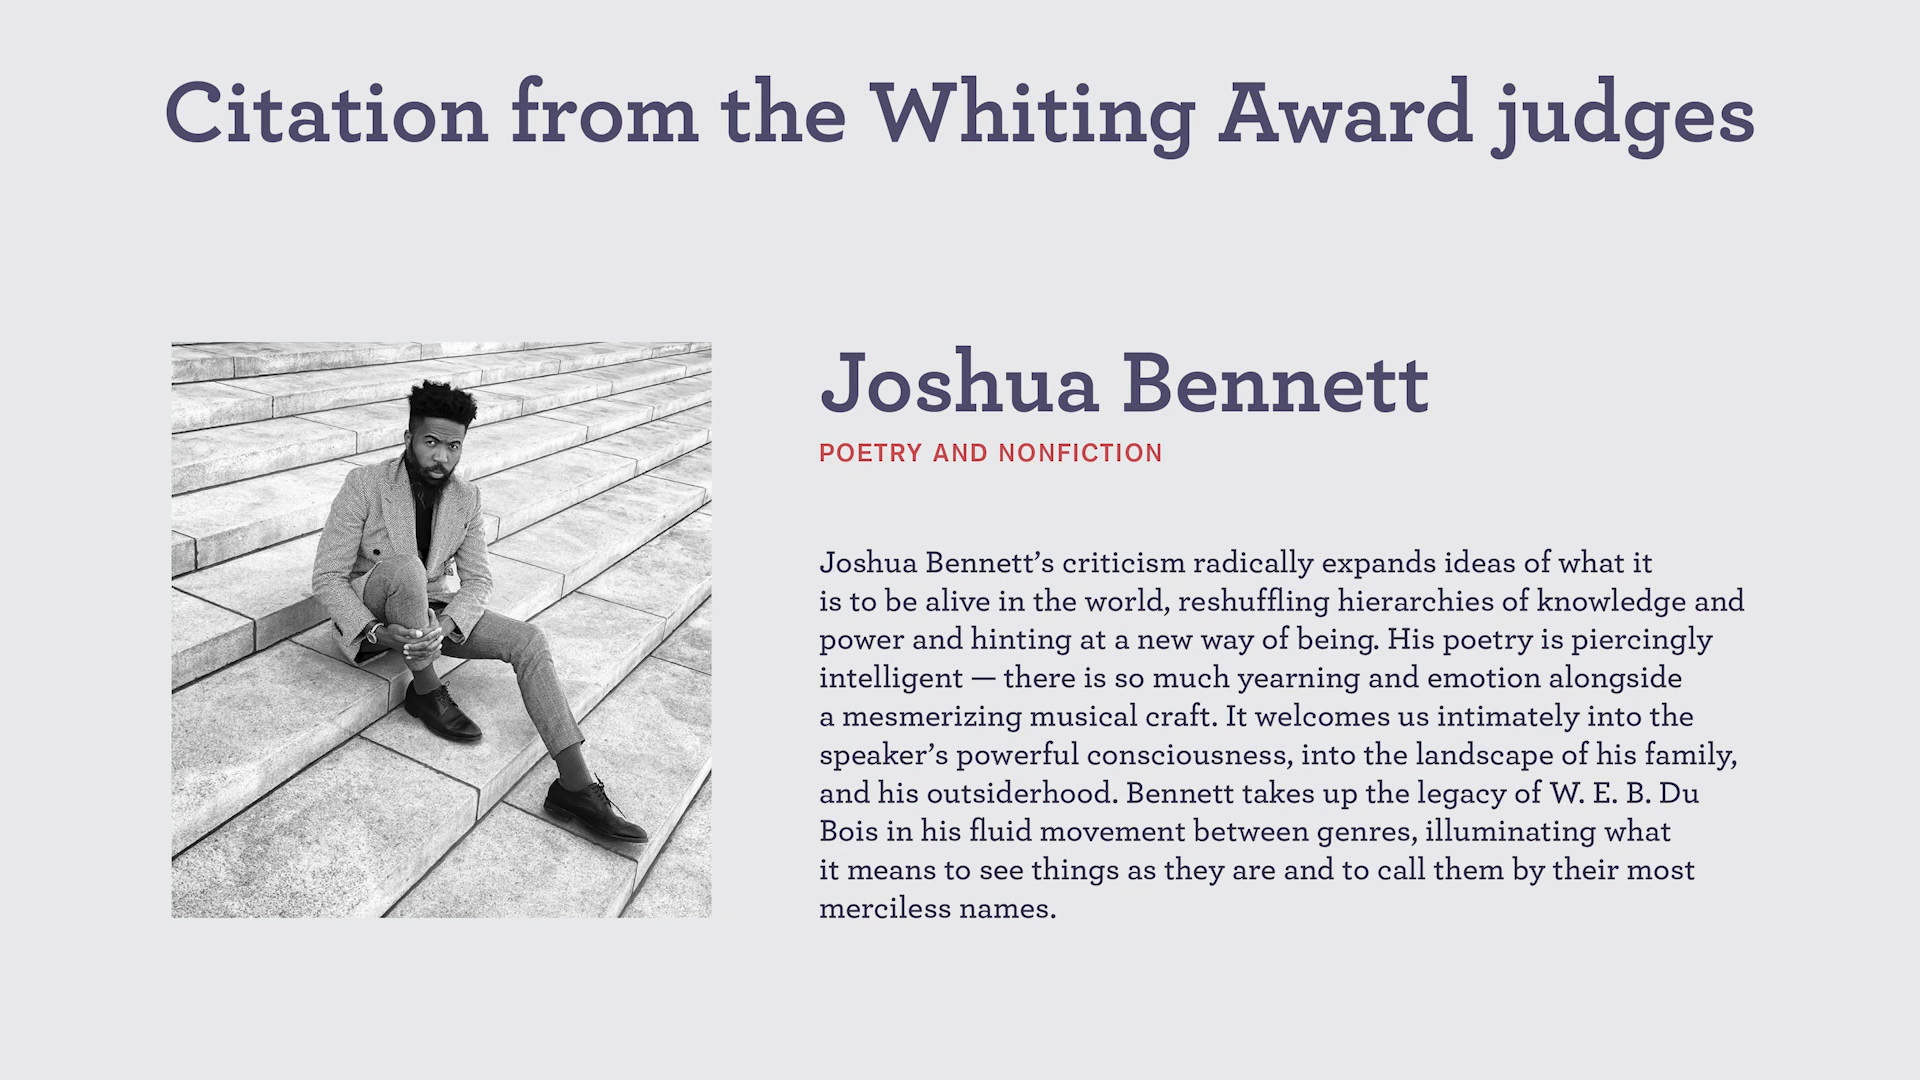 Citation from the Whiting Award judges
Joshua Bennett
POETRY AND NONFICTION
Joshua Bennett’s criticism radically expands ideas of what it
is to be alive in the world, reshuffling hierarchies of knowledge and
power and hinting at a new way of being. His poetry is piercingly
intelligent — there is so much yearning and emotion alongside
a mesmerizing musical craft. It welcomes us intimately into the
speaker’s powerful consciousness, into the landscape of his family,
and his outsiderhood. Bennett takes up the legacy of W. E. B. Du
Bois in his fluid movement between genres, illuminating what
it means to see things as they are and to call them by their most
merciless names.